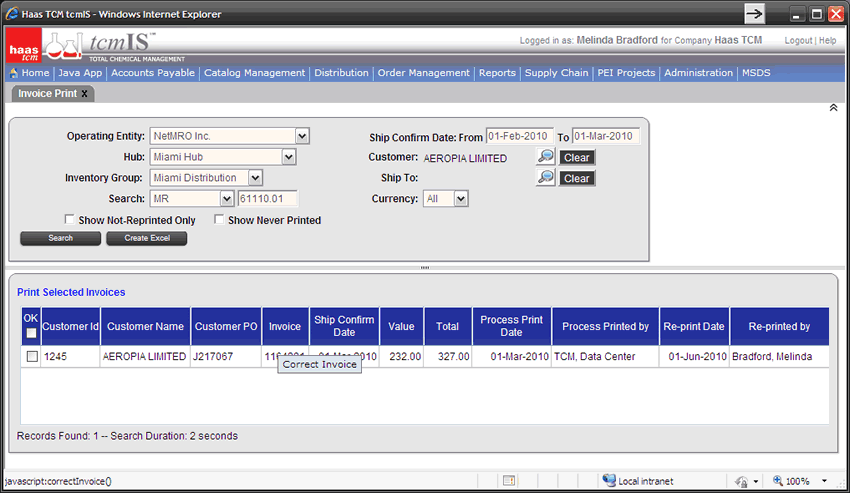 Haas TCM tcmIS - Windows Internet Explorer
haas tcm
tcmIS™
TOTAL CHEMICAL MANAGEMENT
Logged in as: Melinda Bradford for Company Haas TCM Logout | Help
Home | Java App | Accounts Payable | Catalog Management | Distribution | Order Management | Reports | Supply Chain | PEI Projects | Administration | MSDS
Invoice Print X
Operating Entity: NetMRO Inc. Ship Confirm Date: From 01-Feb-2010 To 01-Mar-2010
Hub: Miami Hub Customer: AEROPIA LIMITED Clear
Inventory Group: Miami Distribution Ship To: Clear
Search: MR 61110.01 Currency: All
Show Not-Reprinted Only Show Never Printed
Search Create Excel
Print Selected Invoices
OK Customer Id Customer Name Customer PO Invoice Ship Confirm Date Value Total Process Print Date Process Printed by Re-print Date Re-printed by
1245 AEROPIA LIMITED J217067 232.00 327.00 01-Mar-2010 TCM, Data Center 01-Jun-2010 Bradford, Melinda
Correct Invoice
Records Found: 1 -- Search Duration: 2 seconds
javascript:correctInvoice() Local intranet 100%